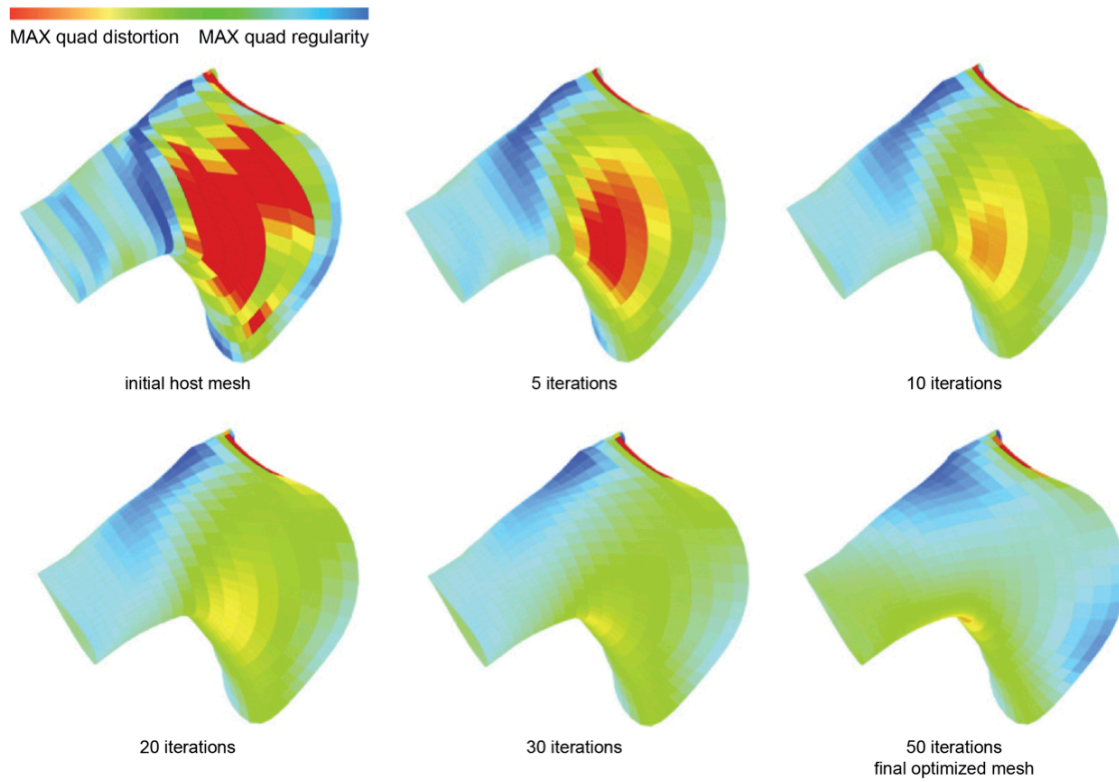 MAX quad distortion MAX quad regularity
initial host mesh
5 iterations
10 iterations
20 iterations
30 iterations
50 iterations
final optimized mesh